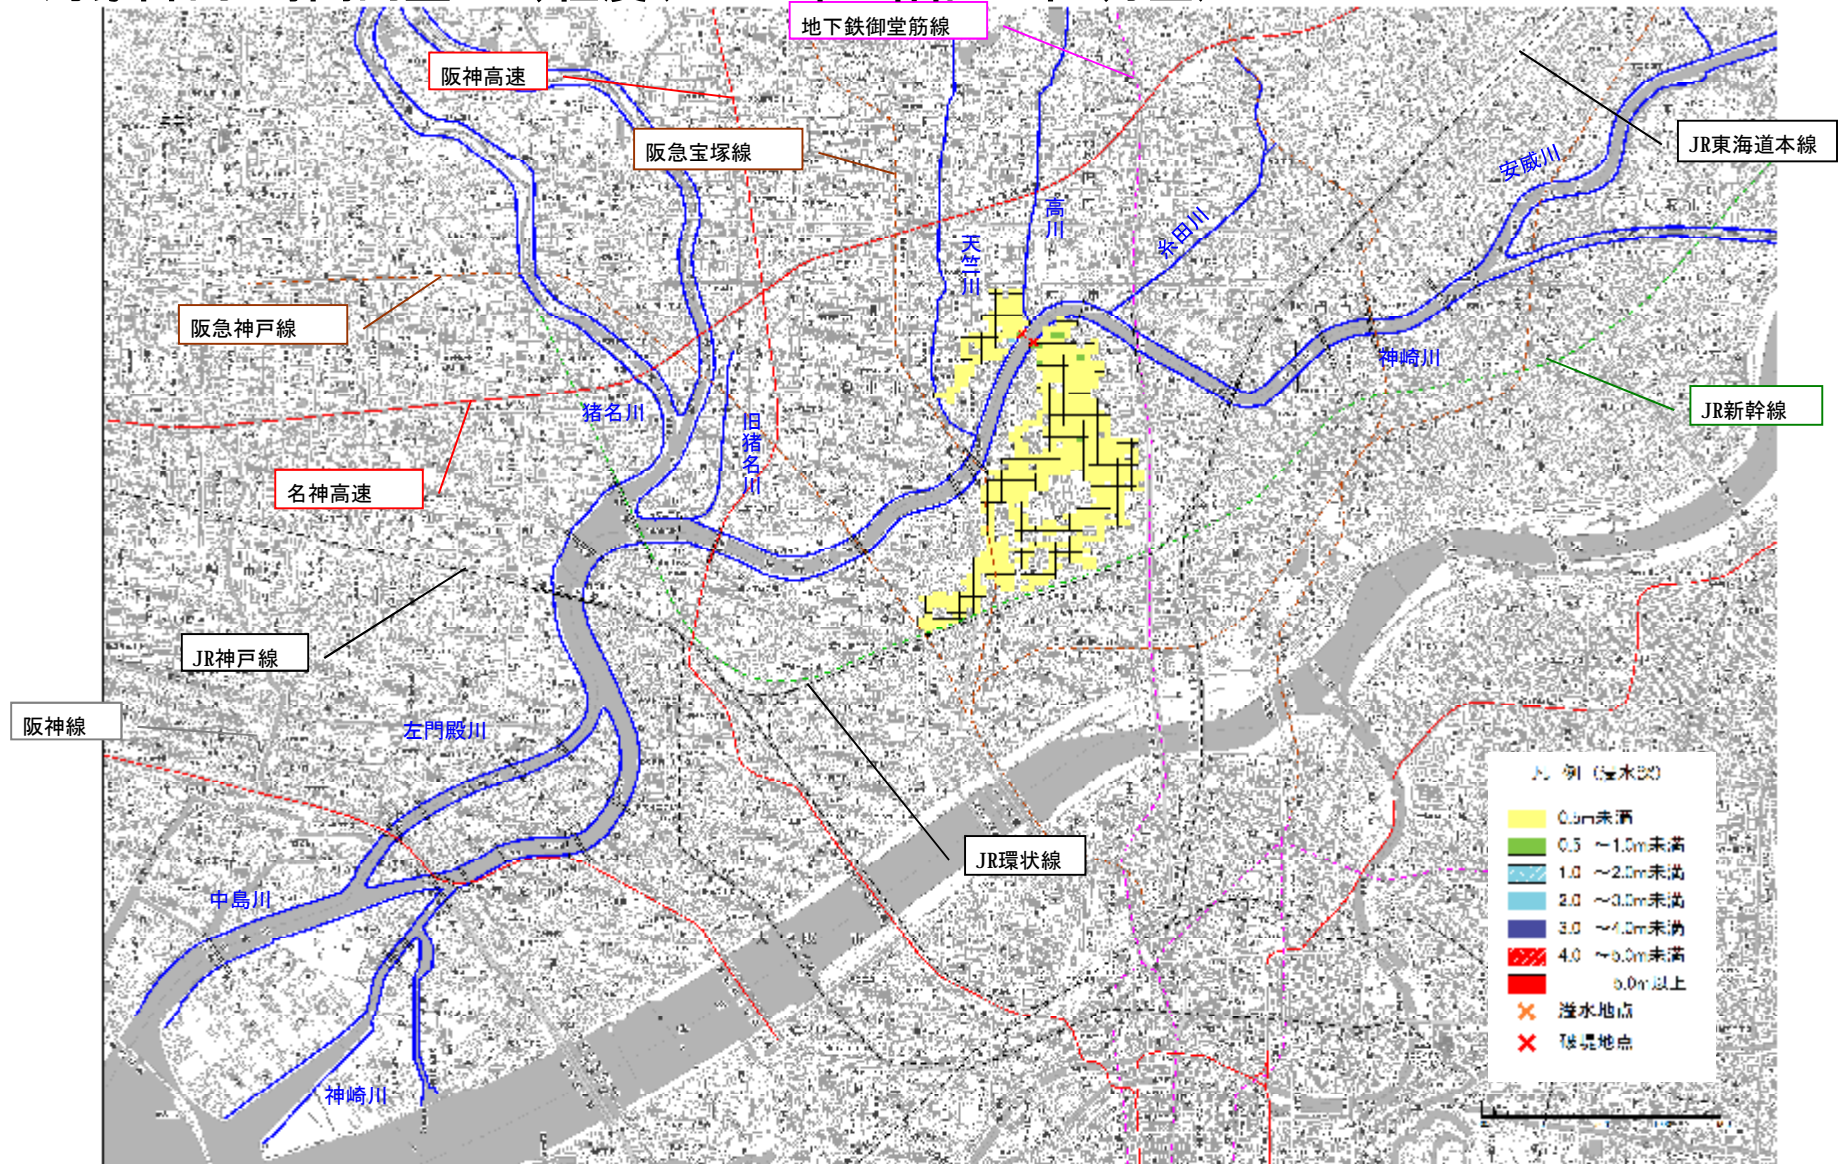 地下鉄御堂筋線
阪神高速
阪急宝塚線
JR東海道本線
安威川
高川
天竺川
糸田川
阪急神戸線
神崎川
JR新幹線
猪名川
旧猪名川
名神高速
JR神戸線
阪神線
左門殿川
JR環状線
中島川
神崎川
凡 例 (浸水深)
0.5m未満
0.5 ～1.0m未満
1.0 ～2.0m未満
2.0 ～3.0m未満
3.0 ～4.0m未満
4.0 ～5.0m未満
5.0m以上
溢水地点
破堤地点